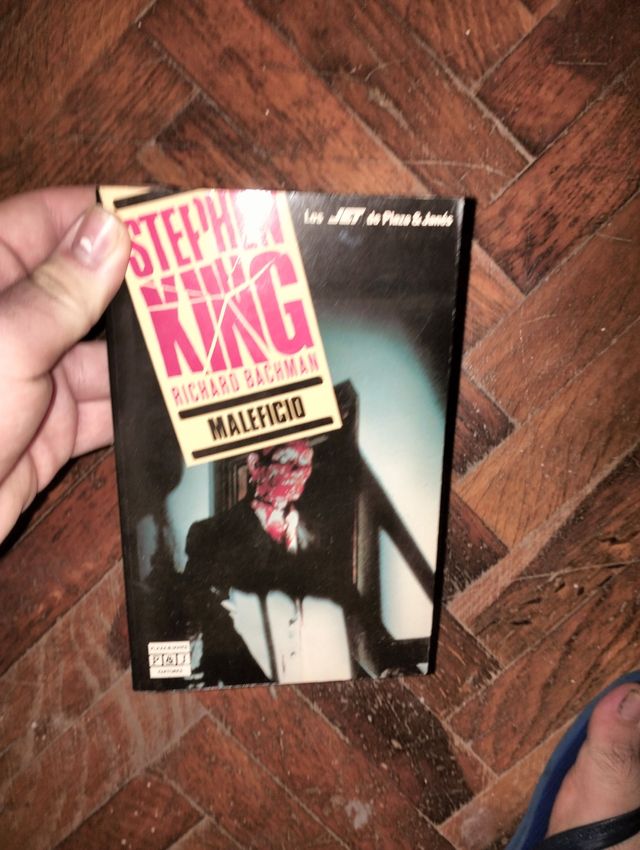 Los JET de Plaza & Janés
STEPHEN
KING
RICHARD BACHMAN
MALEFICIO
P&J